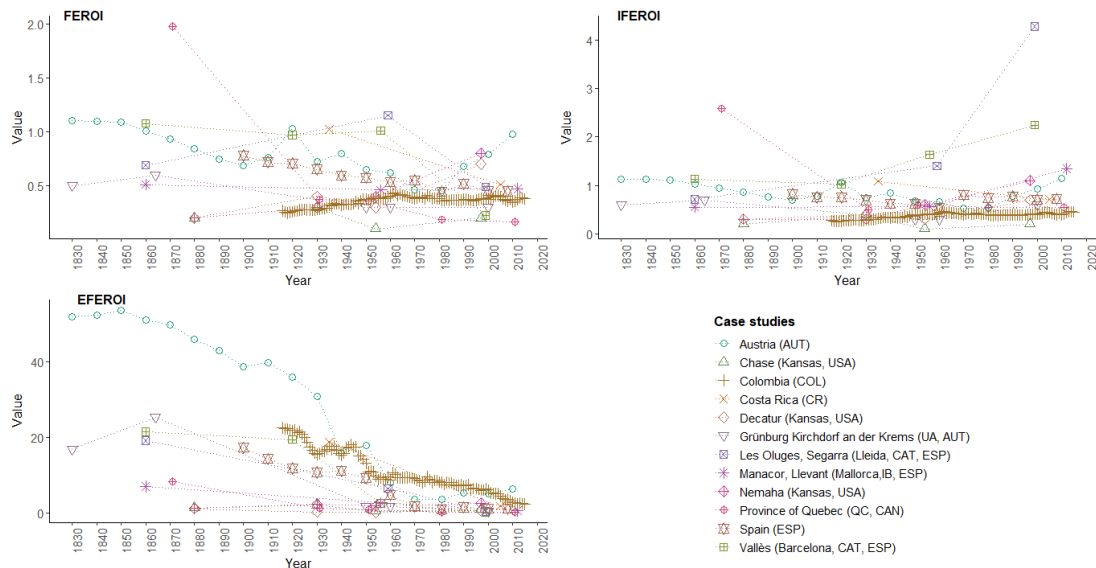 FEROI
2.0
1.5
1.0
0.5
Value
1830 1840 1850 1860 1870 1880 1890 1900 1910 1920 1930 1940 1950 1960 1970 1980 1990 2000 2010 2020
Year
IFEROI
4
2
0
Value
1830 1840 1850 1860 1870 1880 1890 1900 1910 1920 1930 1940 1950 1960 1970 1980 1990 2000 2010 2020
Year
EFEROI
40
20
0
Value
1830 1840 1850 1860 1870 1880 1890 1900 1910 1920 1930 1940 1950 1960 1970 1980 1990 2000 2010 2020
Year
Case studies
Austria (AUT)
Chase (Kansas, USA)
Colombia (COL)
Costa Rica (CR)
Decatur (Kansas, USA)
Grünburg Kirchdorf an der Krems (UA, AUT)
Les Oluges, Segarra (Lleida, CAT, ESP)
Manacor, Llevant (Mallorca,IB, ESP)
Nemaha (Kansas, USA)
Province of Quebec (QC, CAN)
Spain (ESP)
Vallès (Barcelona, CAT, ESP)